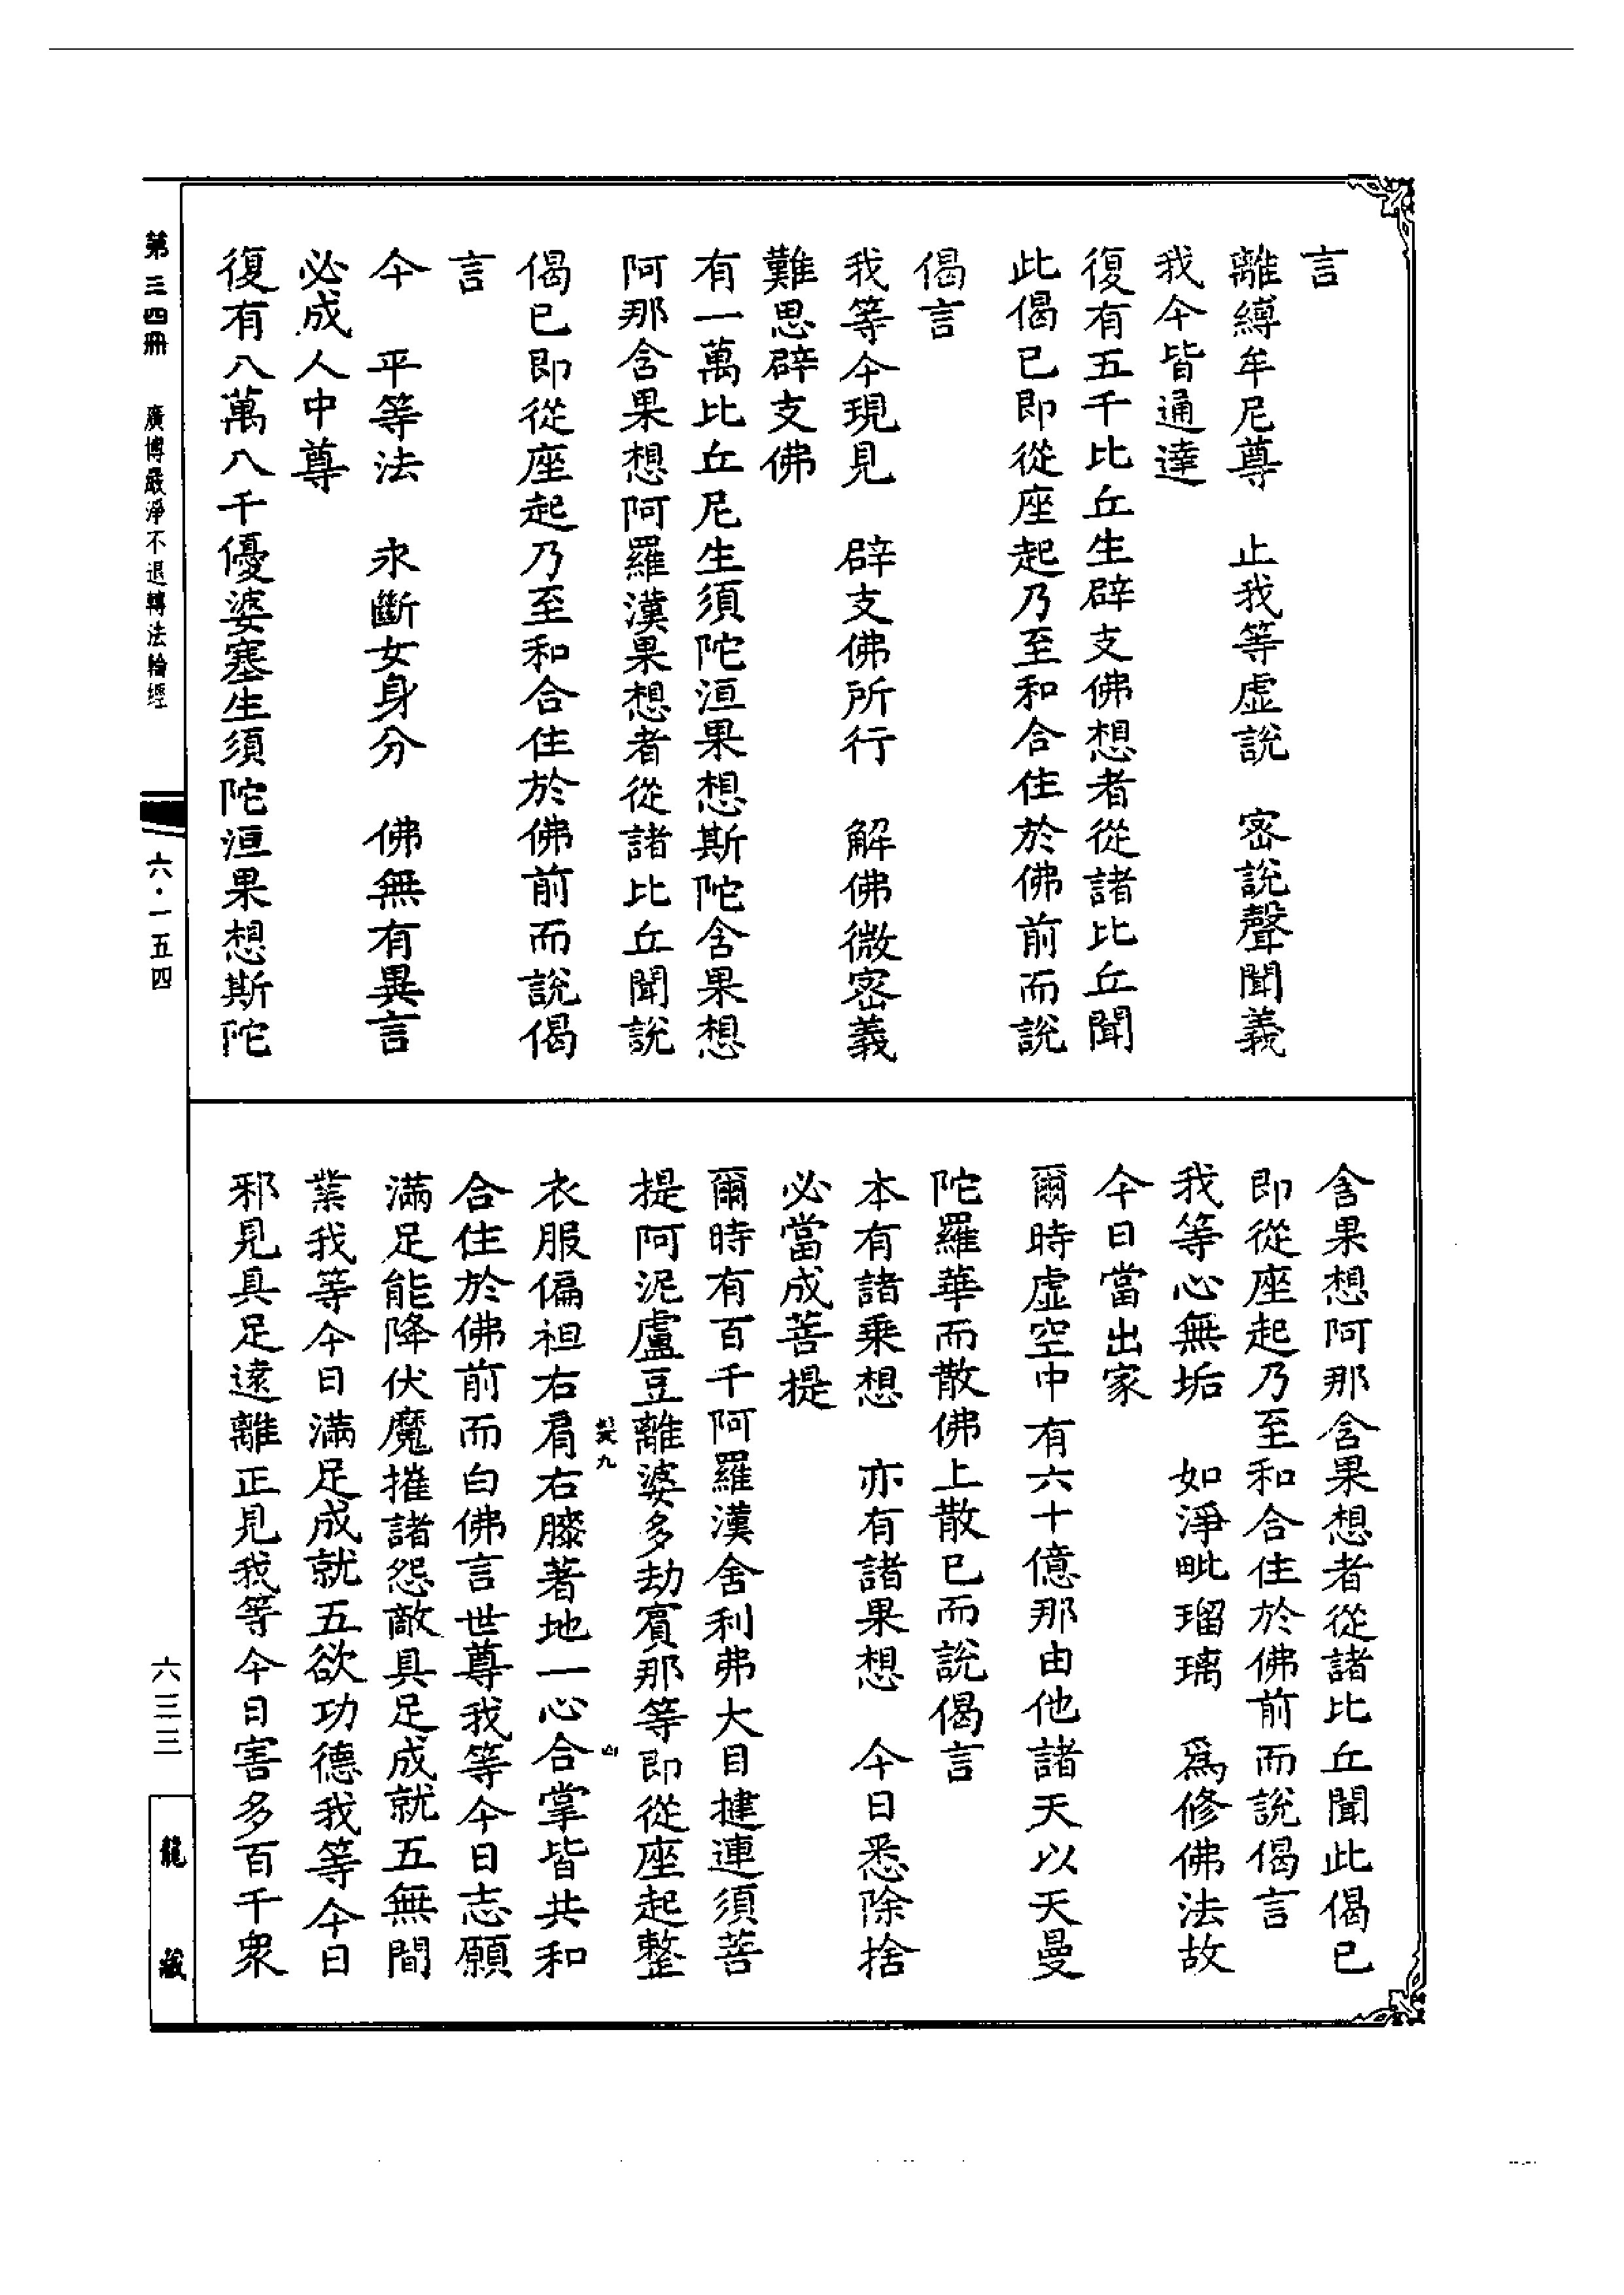 言
離縛牟尼尊　止我等虛說　密說聲聞義
我今皆通達
復有五千比丘生辟支佛想者從諸比丘聞
此偈已即從座起乃至和合住於佛前而說
偈言
我等今現見　辟支佛所行　解佛微密義
難思辟支佛
有一萬比丘尼生須陀洹果想斯陀含果想
阿那含果想阿羅漢果想者從諸比丘聞說
偈已即從座起乃至和合住於佛前而說偈
言
今　平等法　永斷女身分　佛無有異言
必成人中尊
復有八萬八千優婆塞生須陀洹果想斯陀
含果想阿那含果想者從諸比丘聞此偈已
即從座起乃至和合住於佛前而說偈言
我等心無垢　如淨毗瑠璃　為修佛法故
今日當出家
爾時虛空中有六十億那由他諸天以天曼
陀羅華而散佛上散已而說偈言
本有諸乘想　亦有諸果想　今日悉除捨
必當成菩提
爾時有百千阿羅漢舍利弗大目揵連須菩
提阿泥盧豆離婆多劫賓那等即從座起整
衣服偏袒右肩右膝著地一心合掌皆共和
合住於佛前而白佛言世尊我等今日志願
滿足能降伏魔摧諸怨敵具足成就五無間
業我等今日滿足成就五欲功德我等今日
邪見具足遠離正見我等今日害多百千衆
第三四冊　廣博嚴淨不退轉法輪經
六·一五四
六三三
龍藏